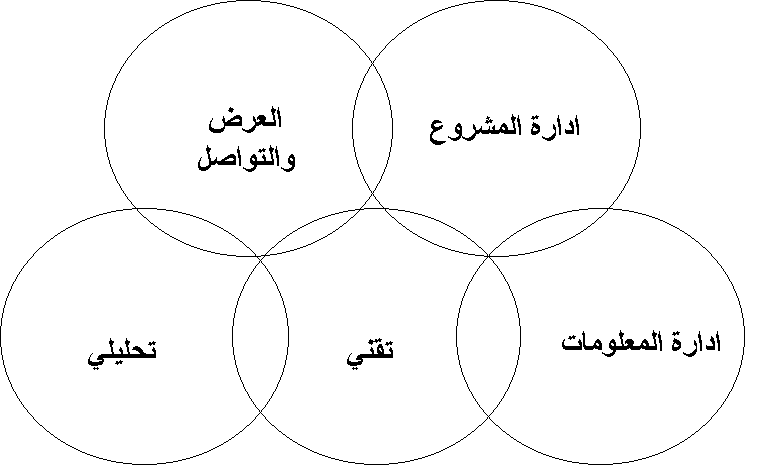 ادارة المشروع
العرض
والتواصل
ادارة المعلومات
تقني
تحليلي